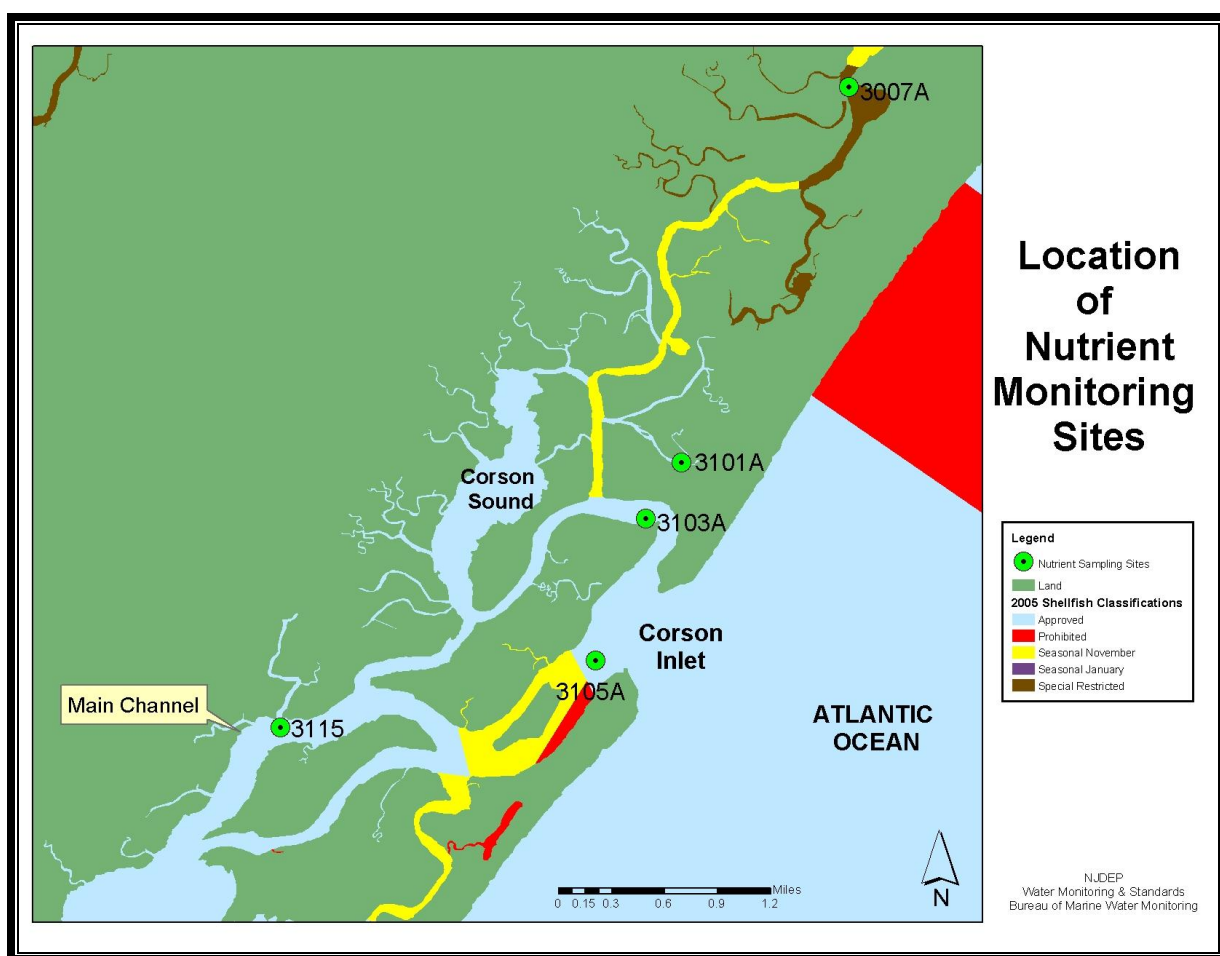 3007A
Location
of
Nutrient
Monitoring
Sites
3101A
Corson
Sound
3103A
Corson
Inlet
3105A
Main Channel
3115
ATLANTIC
OCEAN
Legend
Nutrient Sampling Sites
Land
2005 Shellfish Classifications
Approved
Prohibited
Seasonal November
Seasonal January
Special Restricted
Miles
0 0.15 0.3 0.6 0.9 1.2
N
NJDEP
Water Monitoring & Standards
Bureau of Marine Water Monitoring